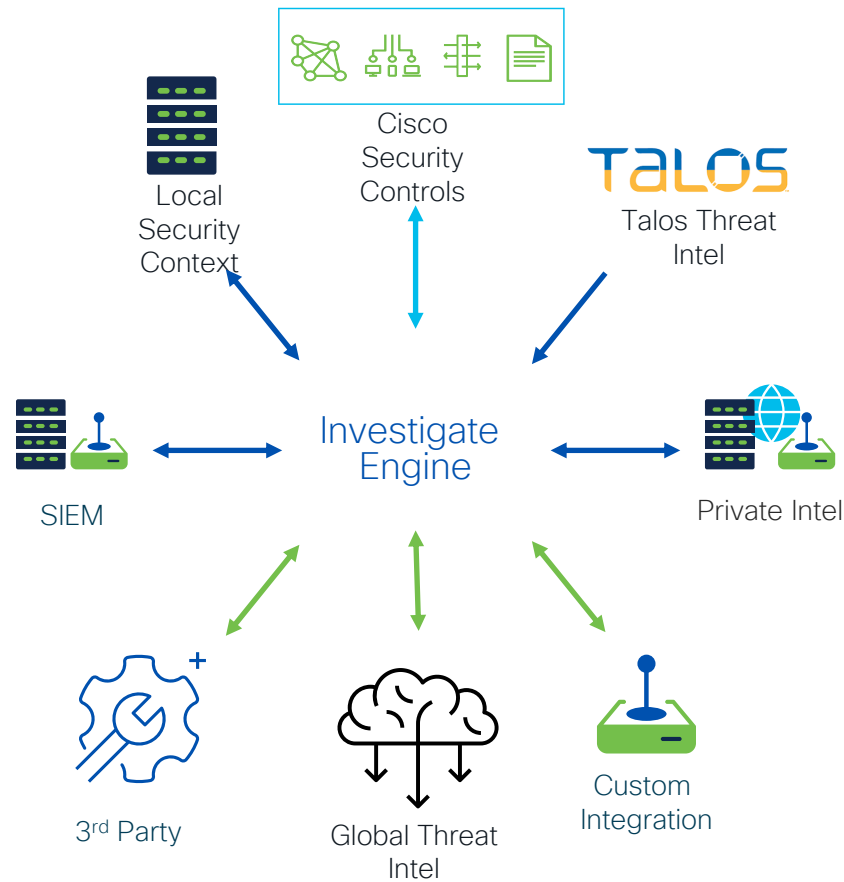 Cisco
Security
Controls
Local
Security
Context
TALOS
Talos Threat
Intel
Investigate
Engine
SIEM
Private Intel
3rd Party
Global Threat
Intel
Custom
Integration